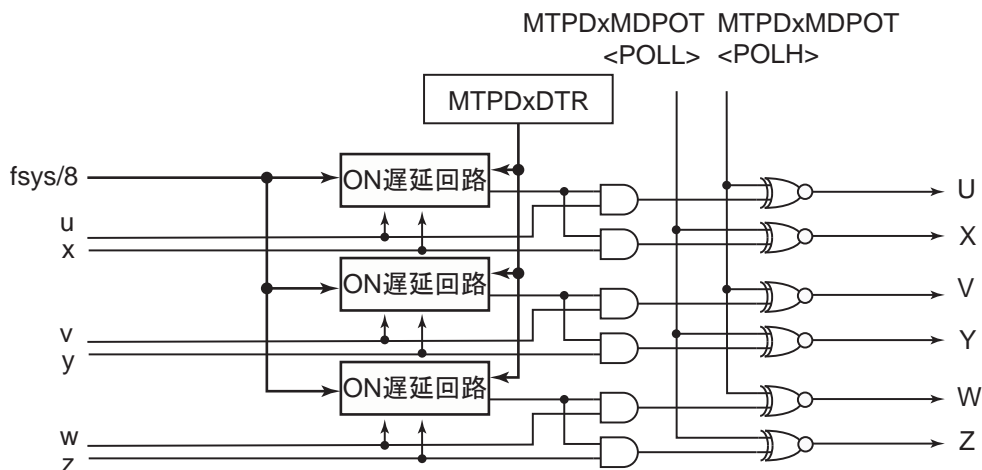 MTPDxMDPOT
<POLL>
MTPDxMDPOT
<POLH>
MTPDxDTR
fsys/8
ON遅延回路
u
x
U
X
ON遅延回路
v
y
V
Y
ON遅延回路
w
z
W
Z